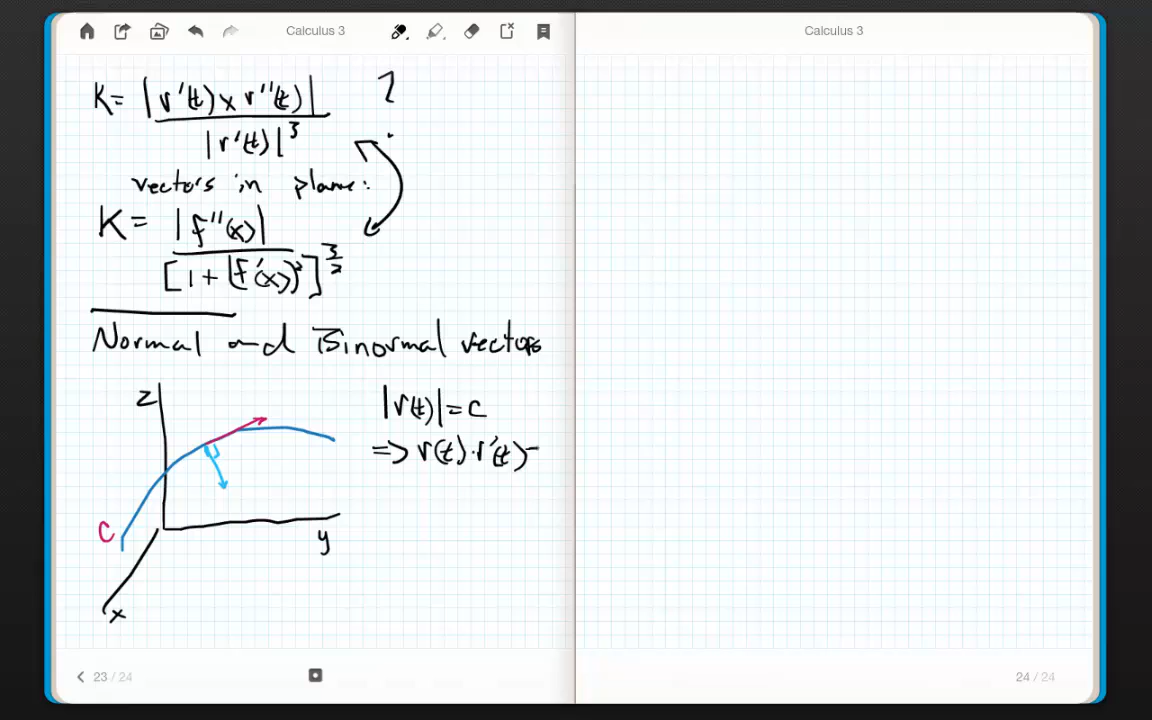 Calculus 3
K = |r'(t) × r''(t)| / |r'(t)|^3 ?
vectors in plane:
K = |f''(x)| / [1 + (f'(x))^2]^{3/2}
Normal and Binormal vectors
z
|r(t)| = c
=> r(t) · r'(t) -
C
y
x
23 / 24
Calculus 3
24 / 24